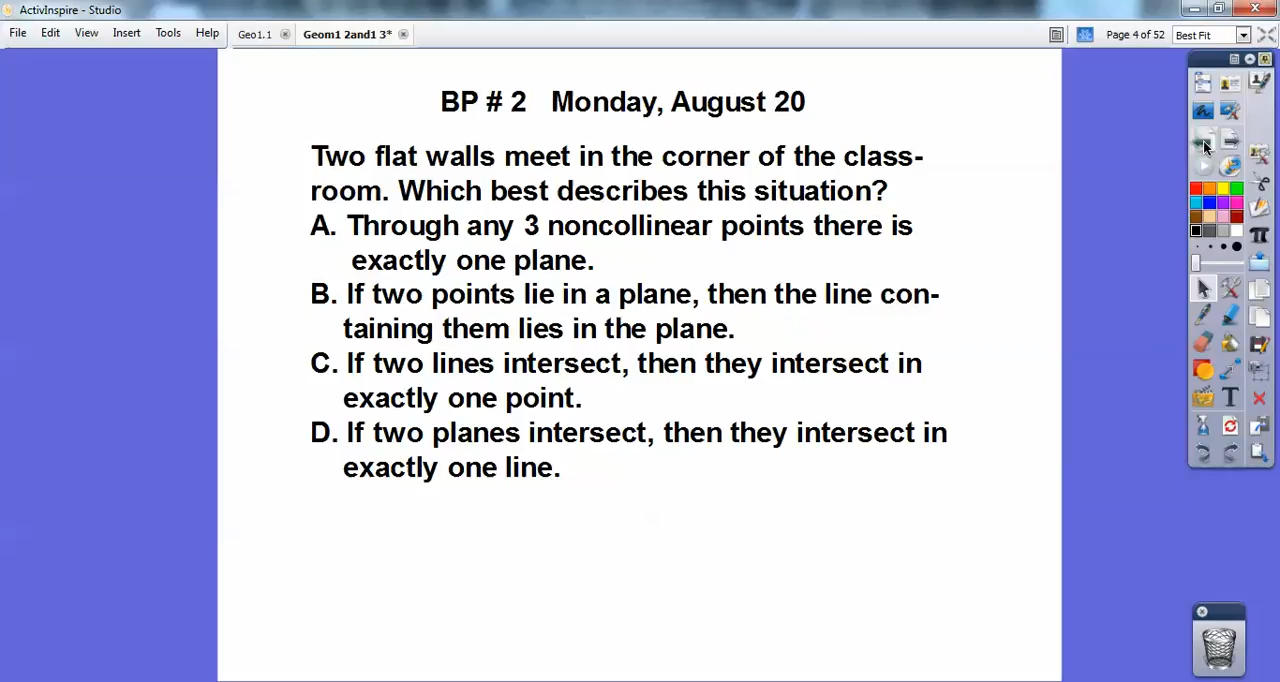 ActivInspire - Studio
File Edit View Insert Tools Help
Geo1.1 Geom1 2and1 3*
Page 4 of 52 Best Fit
BP # 2 Monday, August 20
Two flat walls meet in the corner of the class-
room. Which best describes this situation?
A. Through any 3 noncollinear points there is
exactly one plane.
B. If two points lie in a plane, then the line con-
taining them lies in the plane.
C. If two lines intersect, then they intersect in
exactly one point.
D. If two planes intersect, then they intersect in
exactly one line.